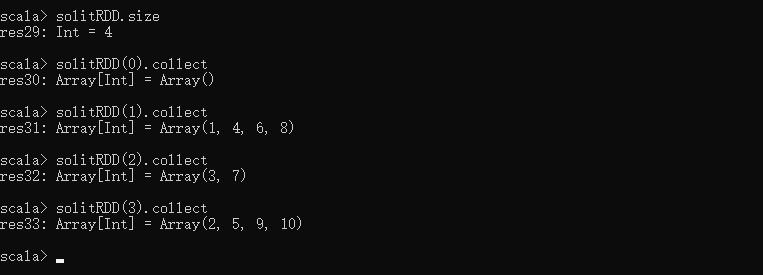 scala> solitRDD.size
res29: Int = 4
scala> solitRDD(0).collect
res30: Array[Int] = Array()
scala> solitRDD(1).collect
res31: Array[Int] = Array(1, 4, 6, 8)
scala> solitRDD(2).collect
res32: Array[Int] = Array(3, 7)
scala> solitRDD(3).collect
res33: Array[Int] = Array(2, 5, 9, 10)
scala>